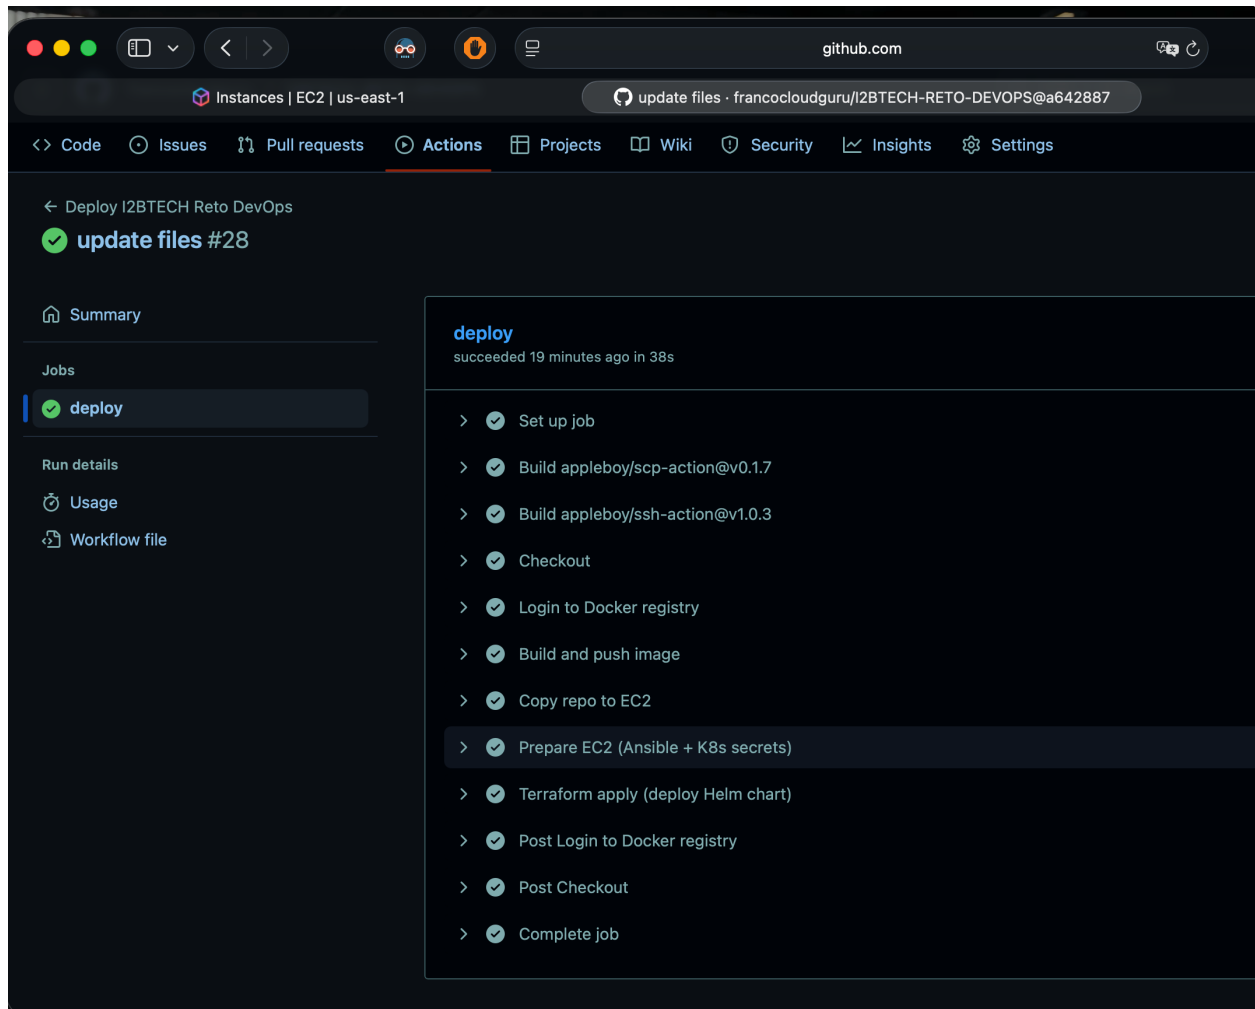 github.com
Instances | EC2 | us-east-1
update files · francocloudguru/I2BTECH-RETO-DEVOPS@a642887
Code Issues Pull requests Actions Projects Wiki Security Insights Settings
← Deploy I2BTECH Reto DevOps
update files #28
Summary
Jobs
deploy
Run details
Usage
Workflow file
deploy
succeeded 19 minutes ago in 38s
Set up job
Build appleboy/scp-action@v0.1.7
Build appleboy/ssh-action@v1.0.3
Checkout
Login to Docker registry
Build and push image
Copy repo to EC2
Prepare EC2 (Ansible + K8s secrets)
Terraform apply (deploy Helm chart)
Post Login to Docker registry
Post Checkout
Complete job